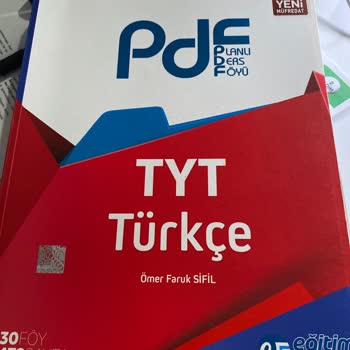 YENİ
MÜFREDAT
PdF
PLANLI
DERS
FÖYÜ
TYT
Türkçe
Ömer Faruk SİFİL
30 FÖY
eğitim